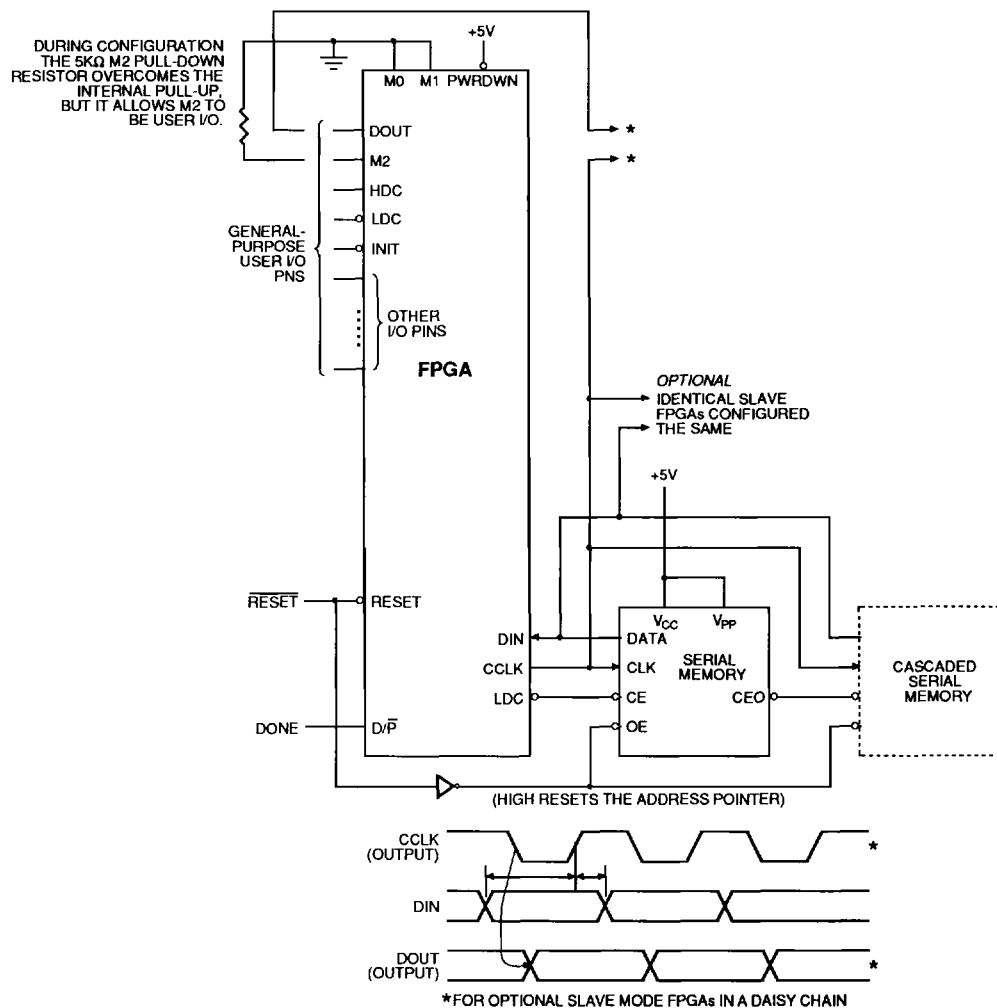 +5V
DURING CONFIGURATION
THE 5KΩ M2 PULL-DOWN
RESISTOR OVERCOMES THE
INTERNAL PULL-UP,
BUT IT ALLOWS M2 TO
BE USER I/O.
M0 M1 PWRDWN
DOUT
*
M2
*
HDC
LDC
GENERAL-
PURPOSE
USER I/O
PNS
INIT
OTHER
I/O PINS
FPGA
OPTIONAL
IDENTICAL SLAVE
FPGAs CONFIGURED
THE SAME
+5V
RESET
RESET
VCC VPP
DIN
DATA
CCLK
CLK
SERIAL
MEMORY
LDC
CE
CEO
OE
CASCADED
SERIAL
MEMORY
DONE
D/P̅
(HIGH RESETS THE ADDRESS POINTER)
CCLK
(OUTPUT)
*
DIN
DOUT
(OUTPUT)
*
*FOR OPTIONAL SLAVE MODE FPGAs IN A DAISY CHAIN